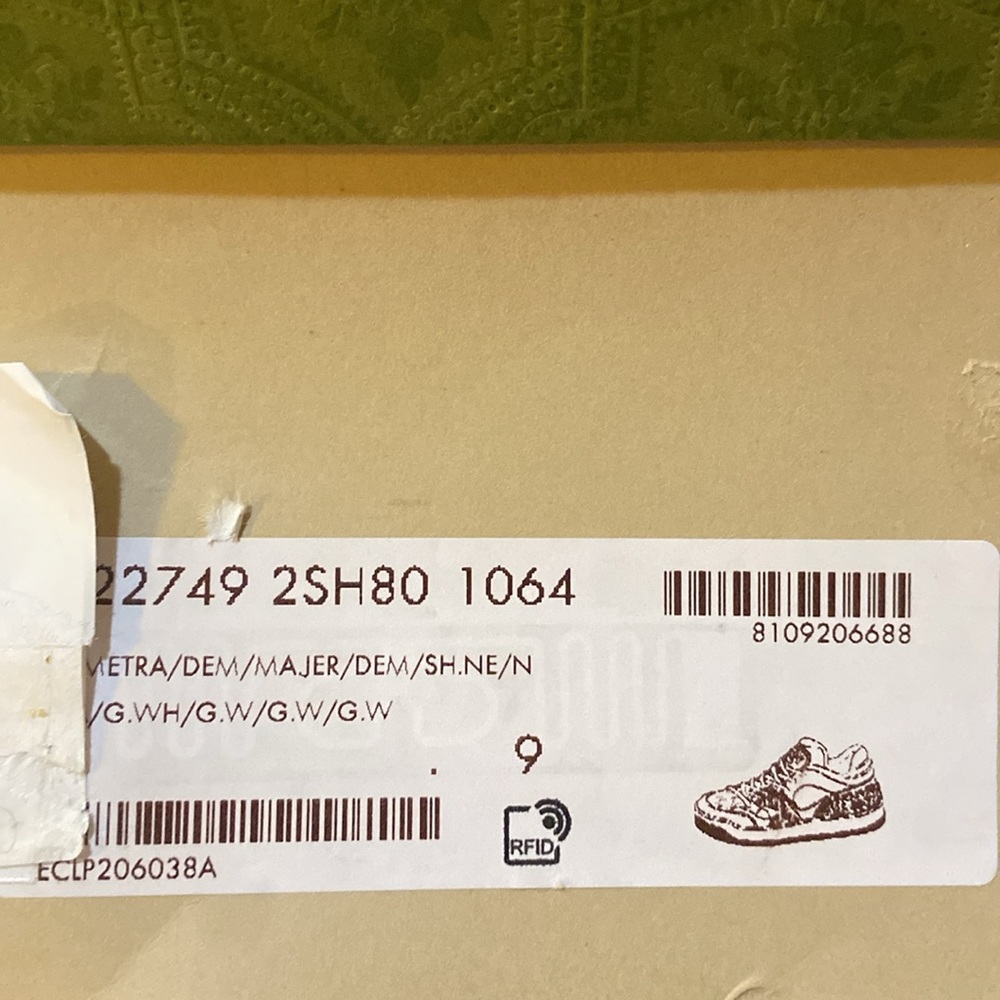 22749 2SH80 1064
8109206688
METRA/DEM/MAJER/DEM/SH.NE/N
/G.WH/G.W/G.W/G.W
. 9
RFID
ECLP206038A